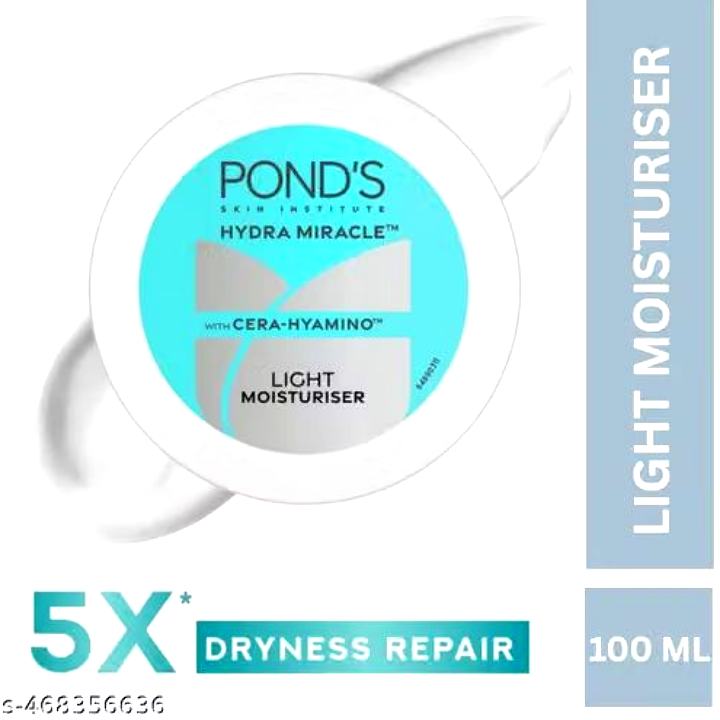 POND'S
SKIN INSTITUTE
HYDRA MIRACLE™
WITH CERA-HYAMINO™
LIGHT
MOISTURISER
LIGHT MOISTURISER
5X*
DRYNESS REPAIR
100 ML
s-468356636